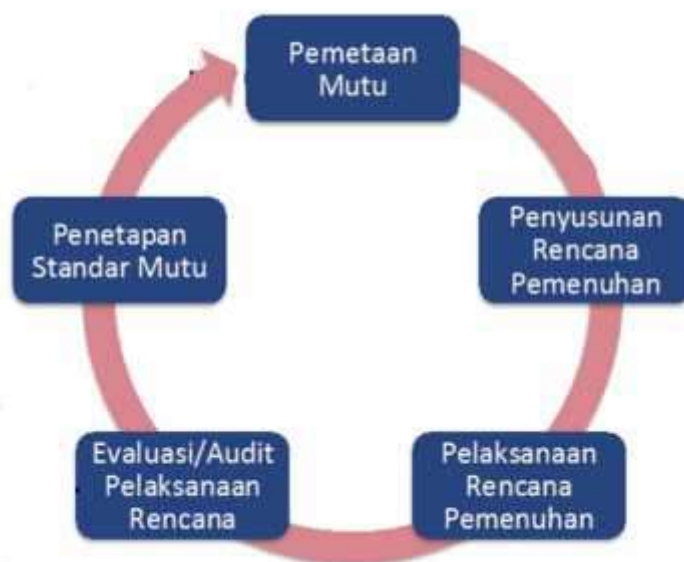 Pemetaan
Mutu
Penyusunan
Rencana
Pemenuhan
Pelaksanaan
Rencana
Pemenuhan
Evaluasi/Audit
Pelaksanaan
Rencana
Penetapan
Standar Mutu